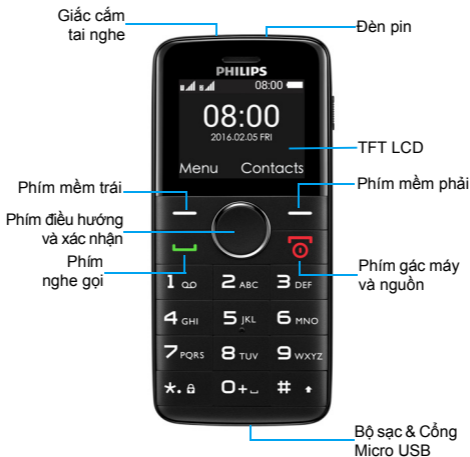 Giắc cắm
tai nghe
Đèn pin
PHILIPS
08:00
08:00
2016.02.05 FRI
TFT LCD
Menu Contacts
Phím mềm trái
Phím mềm phải
Phím điều hướng
và xác nhận
Phím
nghe gọi
Phím gác máy
và nguồn
1
2 ABC
3 DEF
4 GHI
5 JKL
6 MNO
7 PQRS
8 TUV
9 WXYZ
*.
0+
#
Bộ sạc & Cổng
Micro USB